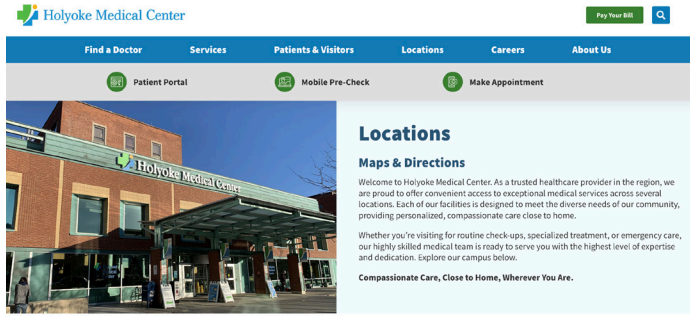 Holyoke Medical Center
Pay Your Bill
Find a Doctor
Services
Patients & Visitors
Locations
Careers
About Us
Patient Portal
Mobile Pre-Check
Make Appointment
Holyoke Medical Center
Locations
Maps & Directions
Welcome to Holyoke Medical Center. As a trusted healthcare provider in the region, we
are proud to offer convenient access to exceptional medical services across several
locations. Each of our facilities is designed to meet the diverse needs of our community,
providing personalized, compassionate care close to home.
Whether you're visiting for routine check-ups, specialized treatment, or emergency care,
our highly skilled medical team is ready to serve you with the highest level of expertise
and dedication. Explore our campus below.
Compassionate Care, Close to Home, Wherever You Are.